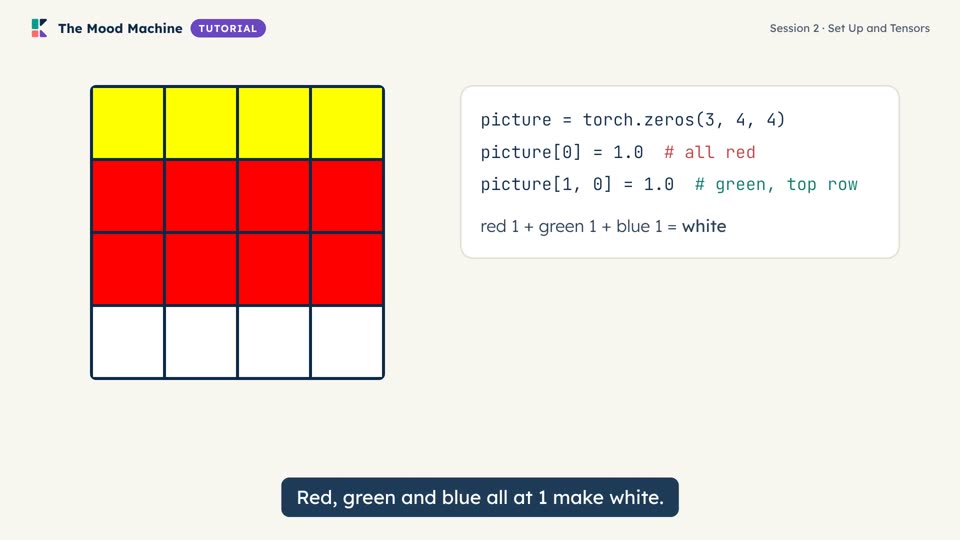 The Mood Machine TUTORIAL
Session 2 · Set Up and Tensors
picture = torch.zeros(3, 4, 4)
picture[0] = 1.0  # all red
picture[1, 0] = 1.0  # green, top row
red 1 + green 1 + blue 1 = white
Red, green and blue all at 1 make white.